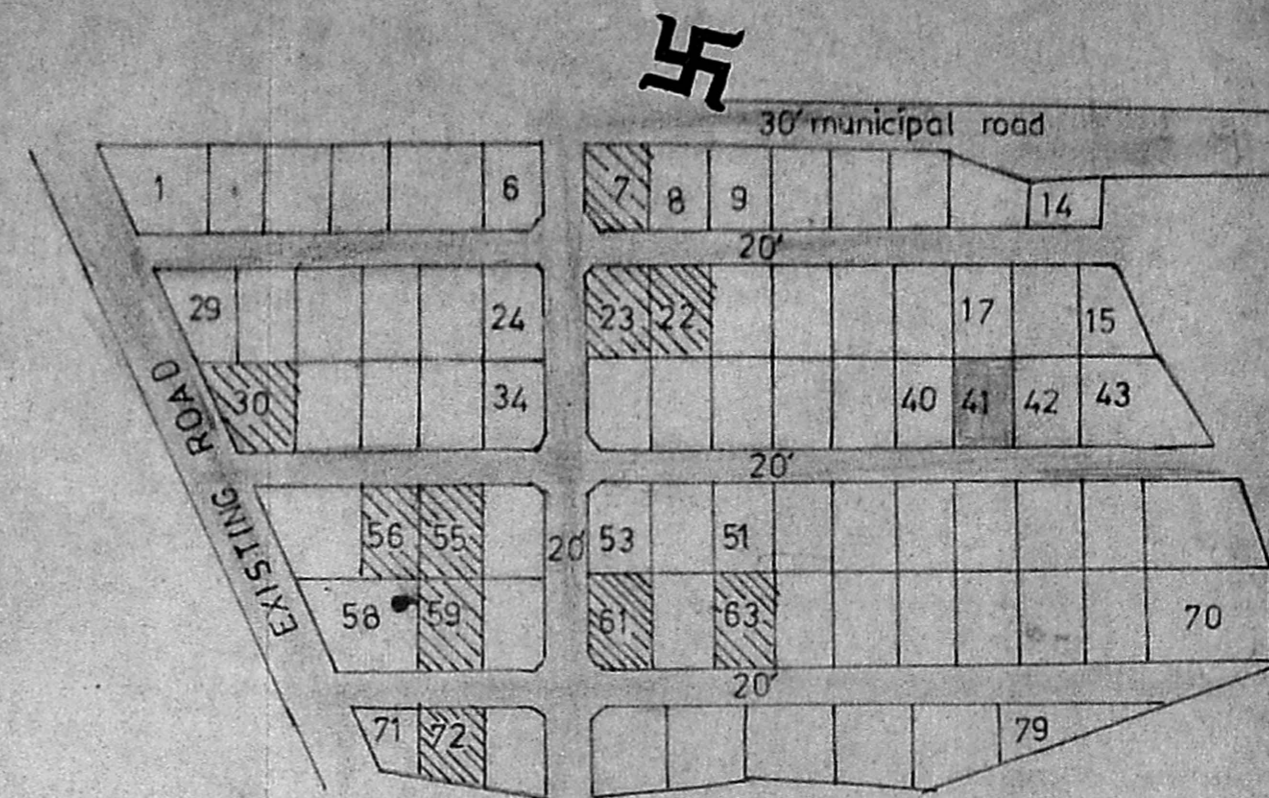 30' municipal road
1 6 7 8 9 14
20'
29 24 23 22 17 15
30 34 40 41 42 43
20'
56 55 20' 53 51
58 59 61 63 70
20'
71 72 79
EXISTING ROAD